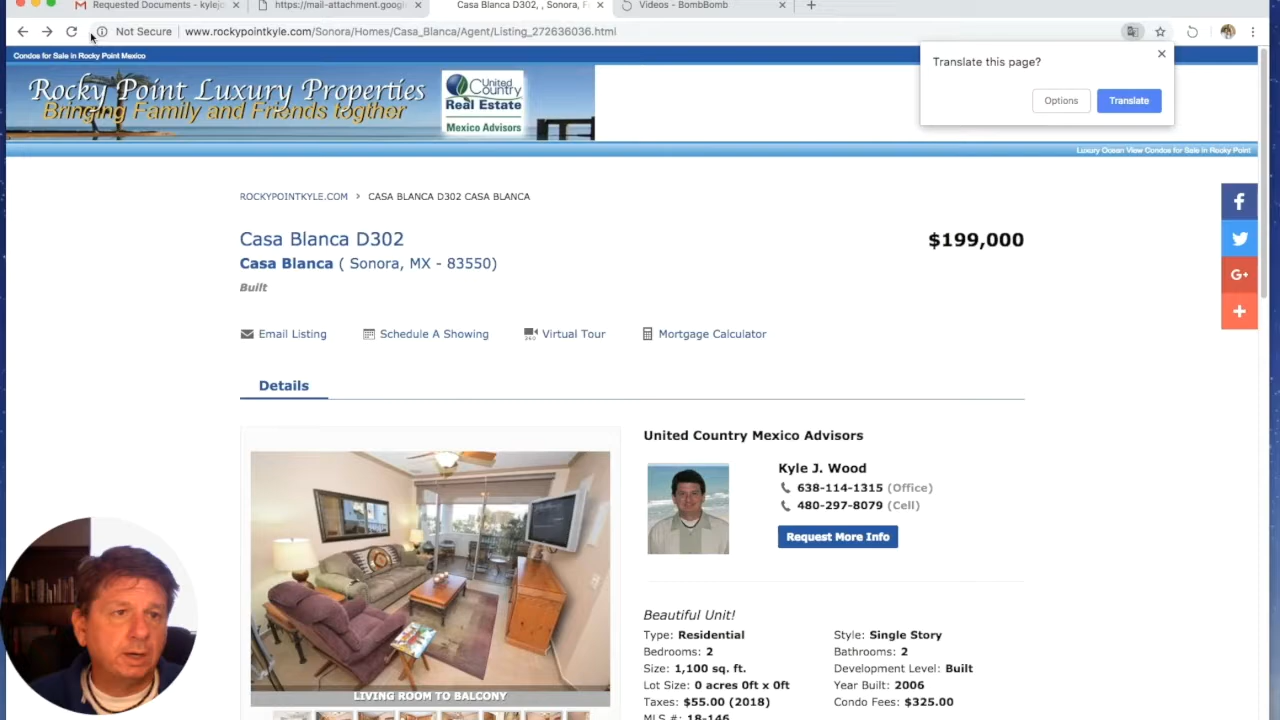 Requested Documents - kylejo
https://mail-attachment.googl
Casa Blanca D302, , Sonora, F
Videos - BombBomb
Not Secure
www.rockypointkyle.com/Sonora/Homes/Casa_Blanca/Agent/Listing_272636036.html
Condos for Sale in Rocky Point Mexico
Translate this page?
Options
Translate
Rocky Point Luxury Properties
Bringing Family and Friends togther
United Country
Real Estate
Mexico Advisors
Luxury Ocean View Condos for Sale in Rocky Point
ROCKYPOINTKYLE.COM > CASA BLANCA D302 CASA BLANCA
Casa Blanca D302
$199,000
Casa Blanca ( Sonora, MX - 83550)
Built
Email Listing
Schedule A Showing
Virtual Tour
Mortgage Calculator
Details
United Country Mexico Advisors
Kyle J. Wood
638-114-1315 (Office)
480-297-8079 (Cell)
Request More Info
Beautiful Unit!
Type: Residential
Style: Single Story
Bedrooms: 2
Bathrooms: 2
Size: 1,100 sq. ft.
Development Level: Built
Lot Size: 0 acres 0ft x 0ft
Year Built: 2006
Taxes: $55.00 (2018)
Condo Fees: $325.00
MLS #: 18-146
LIVING ROOM TO BALCONY